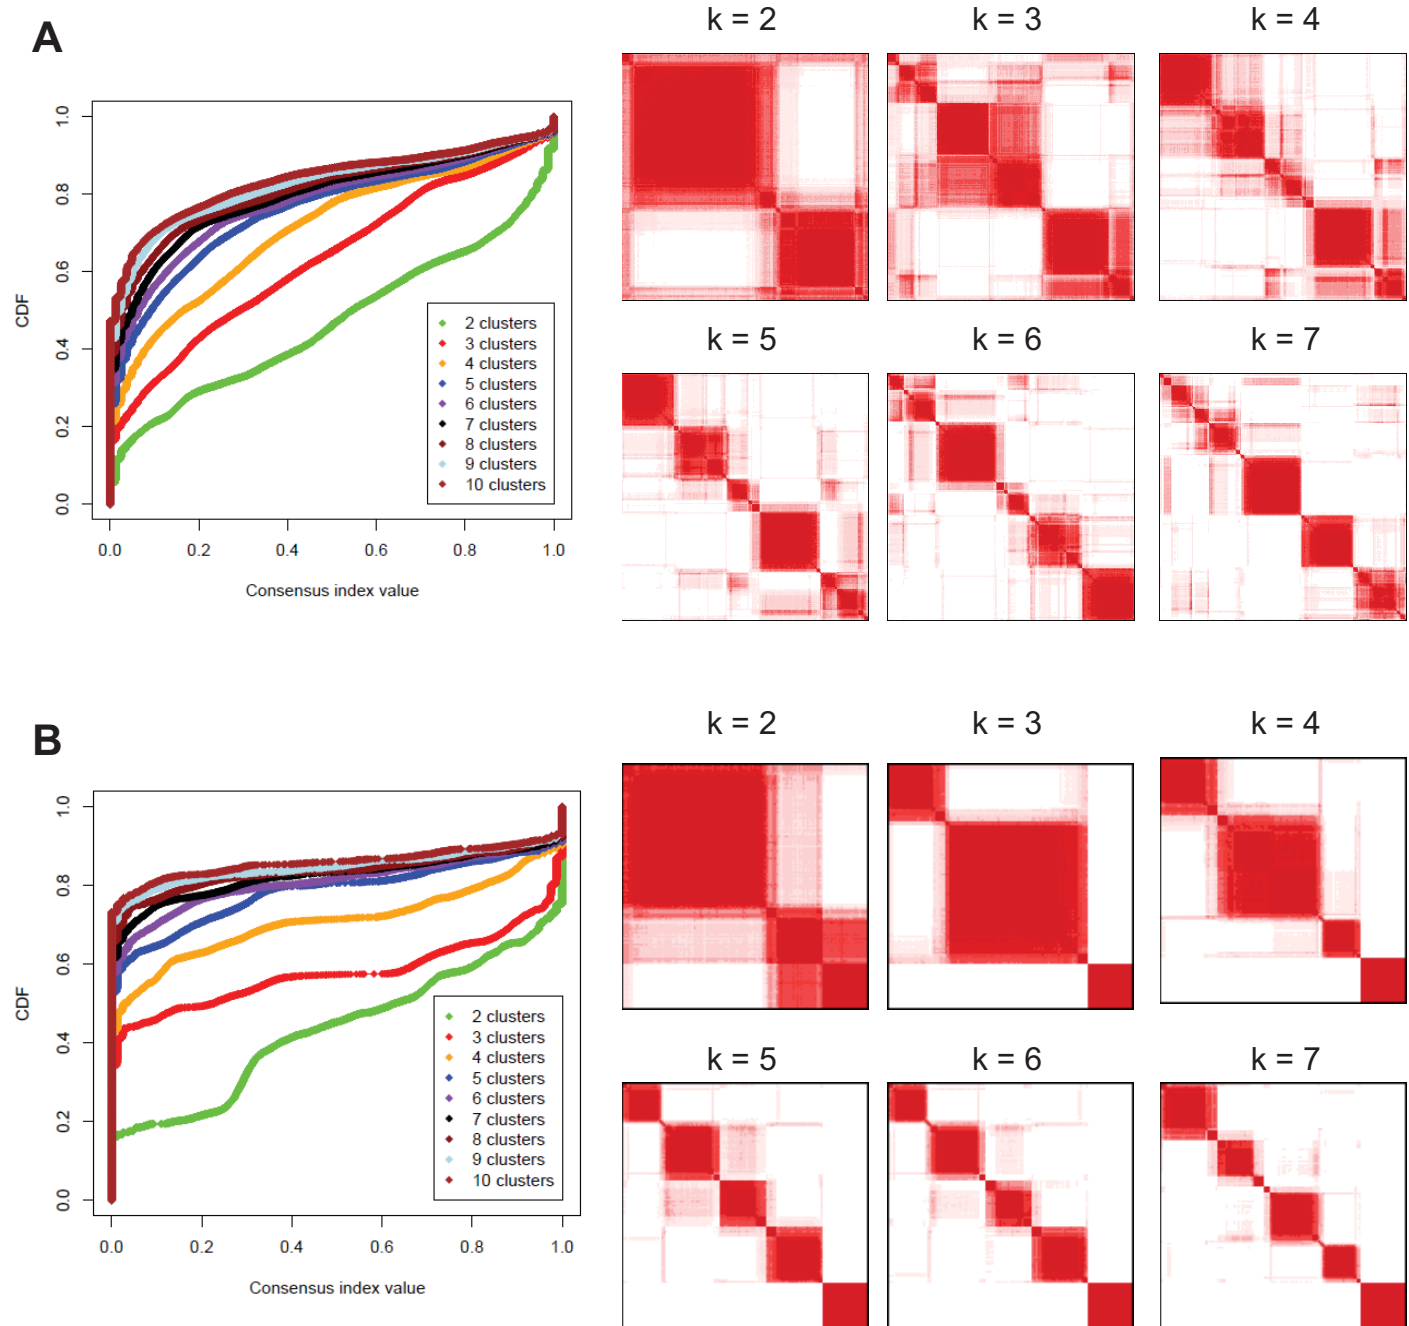 A
k = 2
k = 3
k = 4
1.0
0.8
0.6
0.4
0.2
0.0
CDF
2 clusters
3 clusters
4 clusters
5 clusters
6 clusters
7 clusters
8 clusters
9 clusters
10 clusters
0.0 0.2 0.4 0.6 0.8 1.0
Consensus index value
k = 5
k = 6
k = 7
B
k = 2
k = 3
k = 4
1.0
0.8
0.6
0.4
0.2
0.0
CDF
2 clusters
3 clusters
4 clusters
5 clusters
6 clusters
7 clusters
8 clusters
9 clusters
10 clusters
0.0 0.2 0.4 0.6 0.8 1.0
Consensus index value
k = 5
k = 6
k = 7